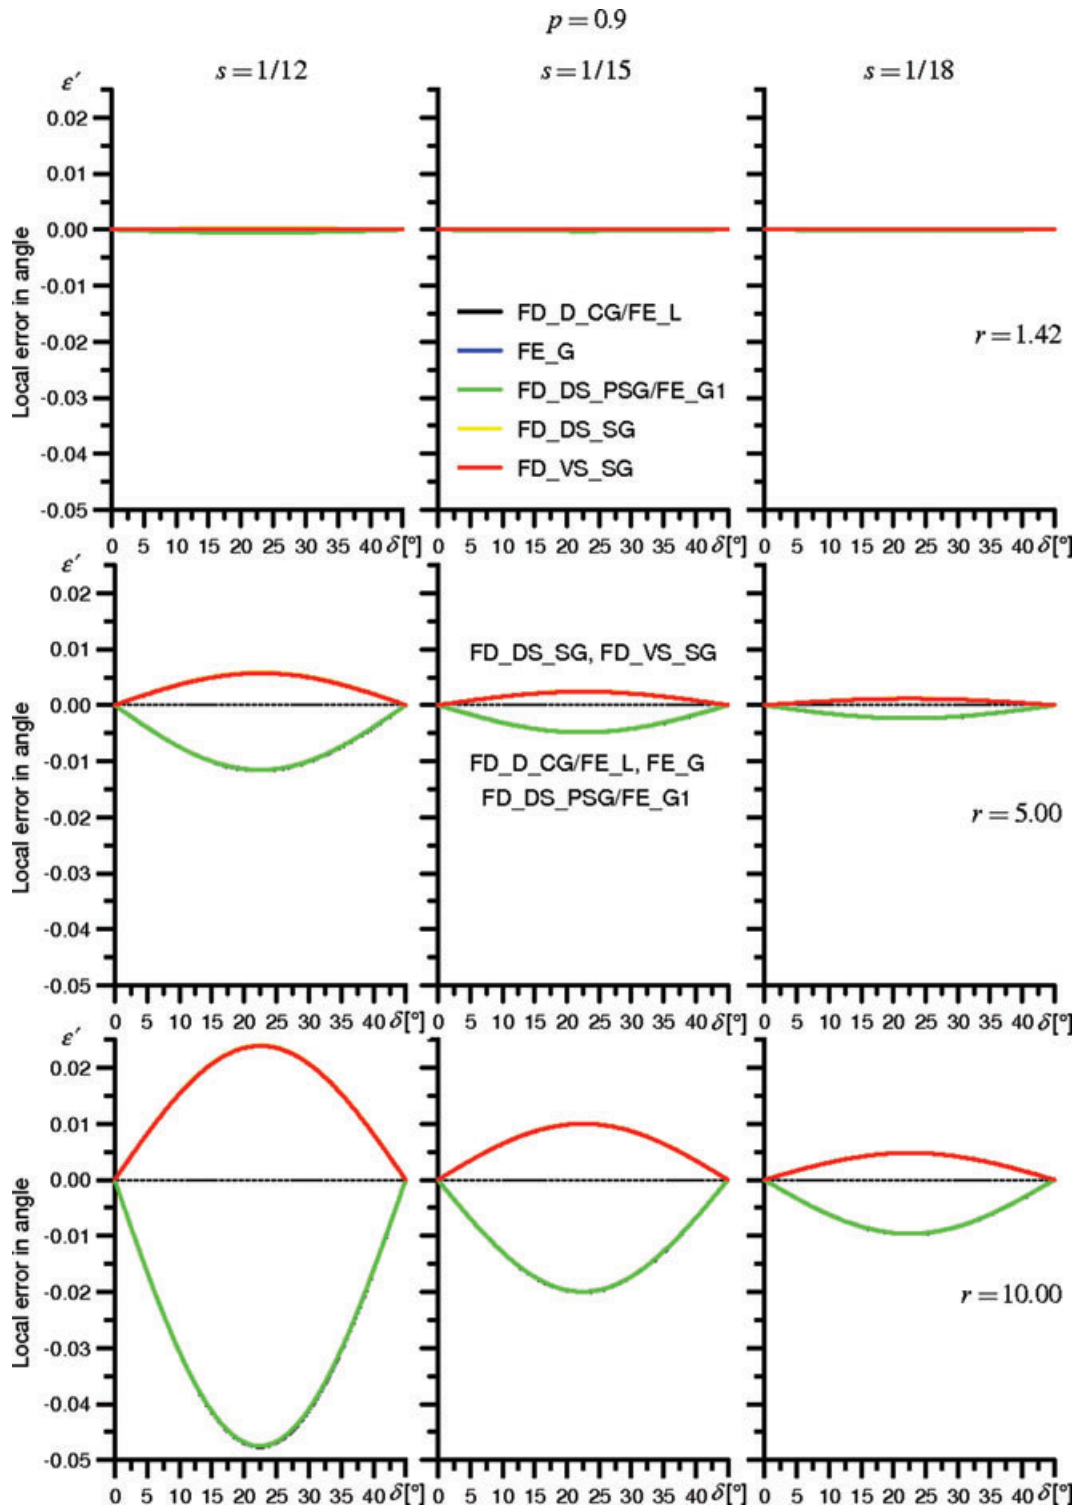 p = 0.9
s = 1/12 s = 1/15 s = 1/18
ε′
0.02
0.01
0.00
-0.01
-0.02
-0.03
-0.04
-0.05
Local error in angle
FD_D_CG/FE_L
FE_G
FD_DS_PSG/FE_G1
FD_DS_SG
FD_VS_SG
r = 1.42
0 5 10 15 20 25 30 35 40 δ[°] 0 5 10 15 20 25 30 35 40 δ[°] 0 5 10 15 20 25 30 35 40 δ[°]
ε′
0.02
0.01
0.00
-0.01
-0.02
-0.03
-0.04
-0.05
Local error in angle
FD_DS_SG, FD_VS_SG
FD_D_CG/FE_L, FE_G
FD_DS_PSG/FE_G1
r = 5.00
0 5 10 15 20 25 30 35 40 δ[°] 0 5 10 15 20 25 30 35 40 δ[°] 0 5 10 15 20 25 30 35 40 δ[°]
ε′
0.02
0.01
0.00
-0.01
-0.02
-0.03
-0.04
-0.05
Local error in angle
r = 10.00
0 5 10 15 20 25 30 35 40 δ[°] 0 5 10 15 20 25 30 35 40 δ[°] 0 5 10 15 20 25 30 35 40 δ[°]